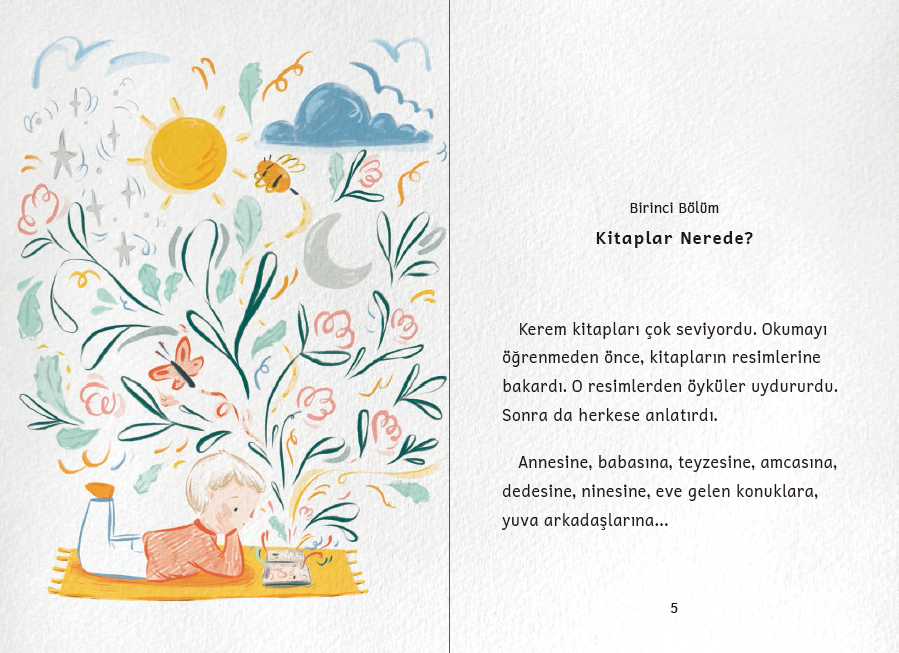 Birinci Bölüm
Kitaplar Nerede?
Kerem kitapları çok seviyordu. Okumayı
öğrenmeden önce, kitapların resimlerine
bakardı. O resimlerden öyküler uydururdu.
Sonra da herkese anlatırdı.
Annesine, babasına, teyzesine, amcasına,
dedesine, ninesine, eve gelen konuklara,
yuva arkadaşlarına...
5